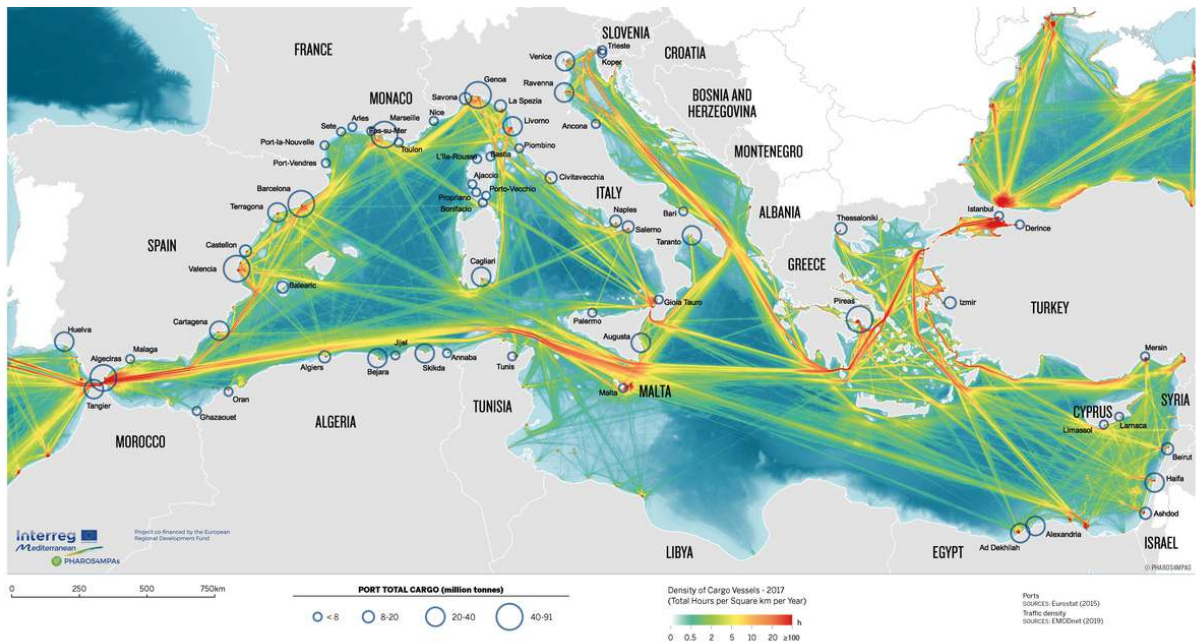 SLOVENIA
Trieste
Koper
CROATIA
Venice
FRANCE
Ravenna
Genoa
Savona
La Spezia
BOSNIA AND
HERZEGOVINA
MONACO
Nice
Marseille
Arles
Sete
Fos-su-Mer
Toulon
Livorno
Ancona
Port-la-Nouvelle
Piombino
MONTENEGRO
L'Ile-Rousse
Bastia
Port-Vendres
Ajaccio
Civitavecchia
Porto-Vecchio
Propriano
Bonifacio
ITALY
Barcelona
Terragona
Naples
Salerno
Bari
ALBANIA
Thessaloniki
Istanbul
Derince
Taranto
SPAIN
Castellon
Valencia
Cagliari
GREECE
Balearic
Gioia Tauro
Pireas
Izmir
TURKEY
Palermo
Huelva
Cartagena
Augusta
Malaga
Algeciras
Jijel
Algiers
Bejara
Skikda
Annaba
Tunis
Mersin
Tangier
Oran
Ghazaouet
Malta
MALTA
SYRIA
CYPRUS
Limassol
Larnaca
TUNISIA
ALGERIA
MOROCCO
Beirut
Haifa
Ashdod
Ad Dekhilah
Alexandria
LIBYA
EGYPT
ISRAEL
Interreg
Mediterranean
PHAROS4MPAs
Project co-financed by the European
Regional Development Fund
© PHAROS4MPAS
0 250 500 750km
PORT TOTAL CARGO (million tonnes)
< 8 8-20 20-40 40-91
Density of Cargo Vessels - 2017
(Total Hours per Square km per Year)
h
0 0.5 2 5 10 20 ≥100
Ports
SOURCES: Eurostat (2015)
Traffic density
SOURCES: EMODnet (2019)